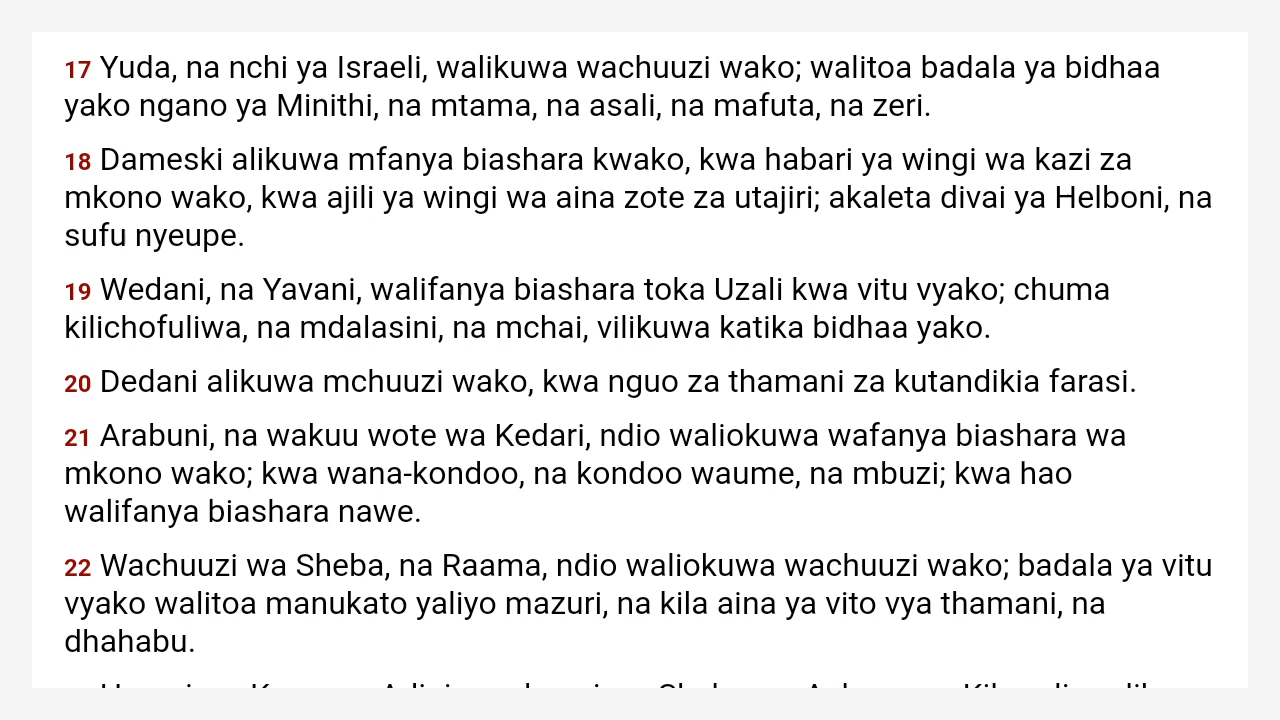 17 Yuda, na nchi ya Israeli, walikuwa wachuuzi wako; walitoa badala ya bidhaa
yako ngano ya Minithi, na mtama, na asali, na mafuta, na zeri.
18 Dameski alikuwa mfanya biashara kwako, kwa habari ya wingi wa kazi za
mkono wako, kwa ajili ya wingi wa aina zote za utajiri; akaleta divai ya Helboni, na
sufu nyeupe.
19 Wedani, na Yavani, walifanya biashara toka Uzali kwa vitu vyako; chuma
kilichofuliwa, na mdalasini, na mchai, vilikuwa katika bidhaa yako.
20 Dedani alikuwa mchuuzi wako, kwa nguo za thamani za kutandikia farasi.
21 Arabuni, na wakuu wote wa Kedari, ndio waliokuwa wafanya biashara wa
mkono wako; kwa wana-kondoo, na kondoo waume, na mbuzi; kwa hao
walifanya biashara nawe.
22 Wachuuzi wa Sheba, na Raama, ndio waliokuwa wachuuzi wako; badala ya vitu
vyako walitoa manukato yaliyo mazuri, na kila aina ya vito vya thamani, na
dhahabu.